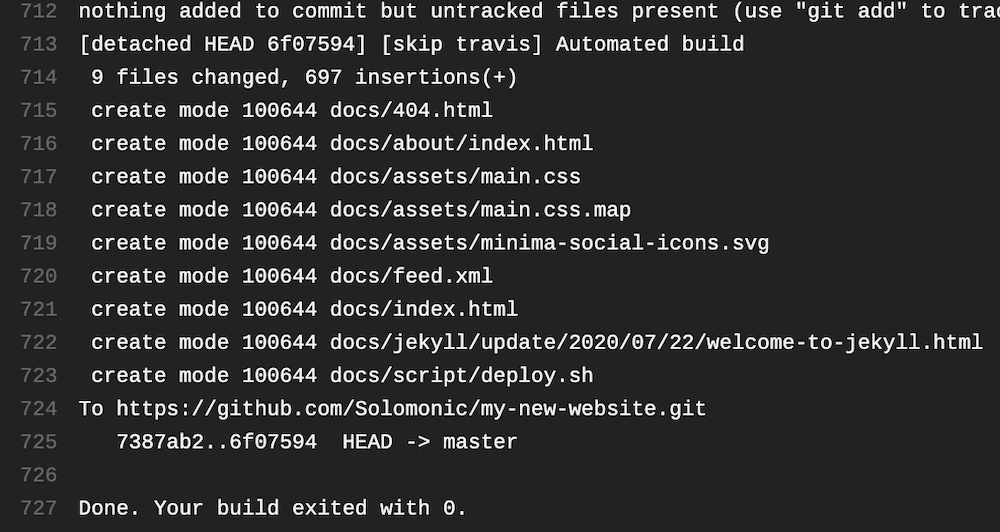 712 nothing added to commit but untracked files present (use "git add" to
713 [detached HEAD 6f07594] [skip travis] Automated build
714 9 files changed, 697 insertions(+)
715 create mode 100644 docs/404.html
716 create mode 100644 docs/about/index.html
717 create mode 100644 docs/assets/main.css
718 create mode 100644 docs/assets/main.css.map
719 create mode 100644 docs/assets/minima-social-icons.svg
720 create mode 100644 docs/feed.xml
721 create mode 100644 docs/index.html
722 create mode 100644 docs/jekyll/update/2020/07/22/welcome-to-jekyll.html
723 create mode 100644 docs/script/deploy.sh
724 To https://github.com/Solomonic/my-new-website.git
725 7387ab2..6f07594 HEAD -> master
726
727 Done. Your build exited with 0.